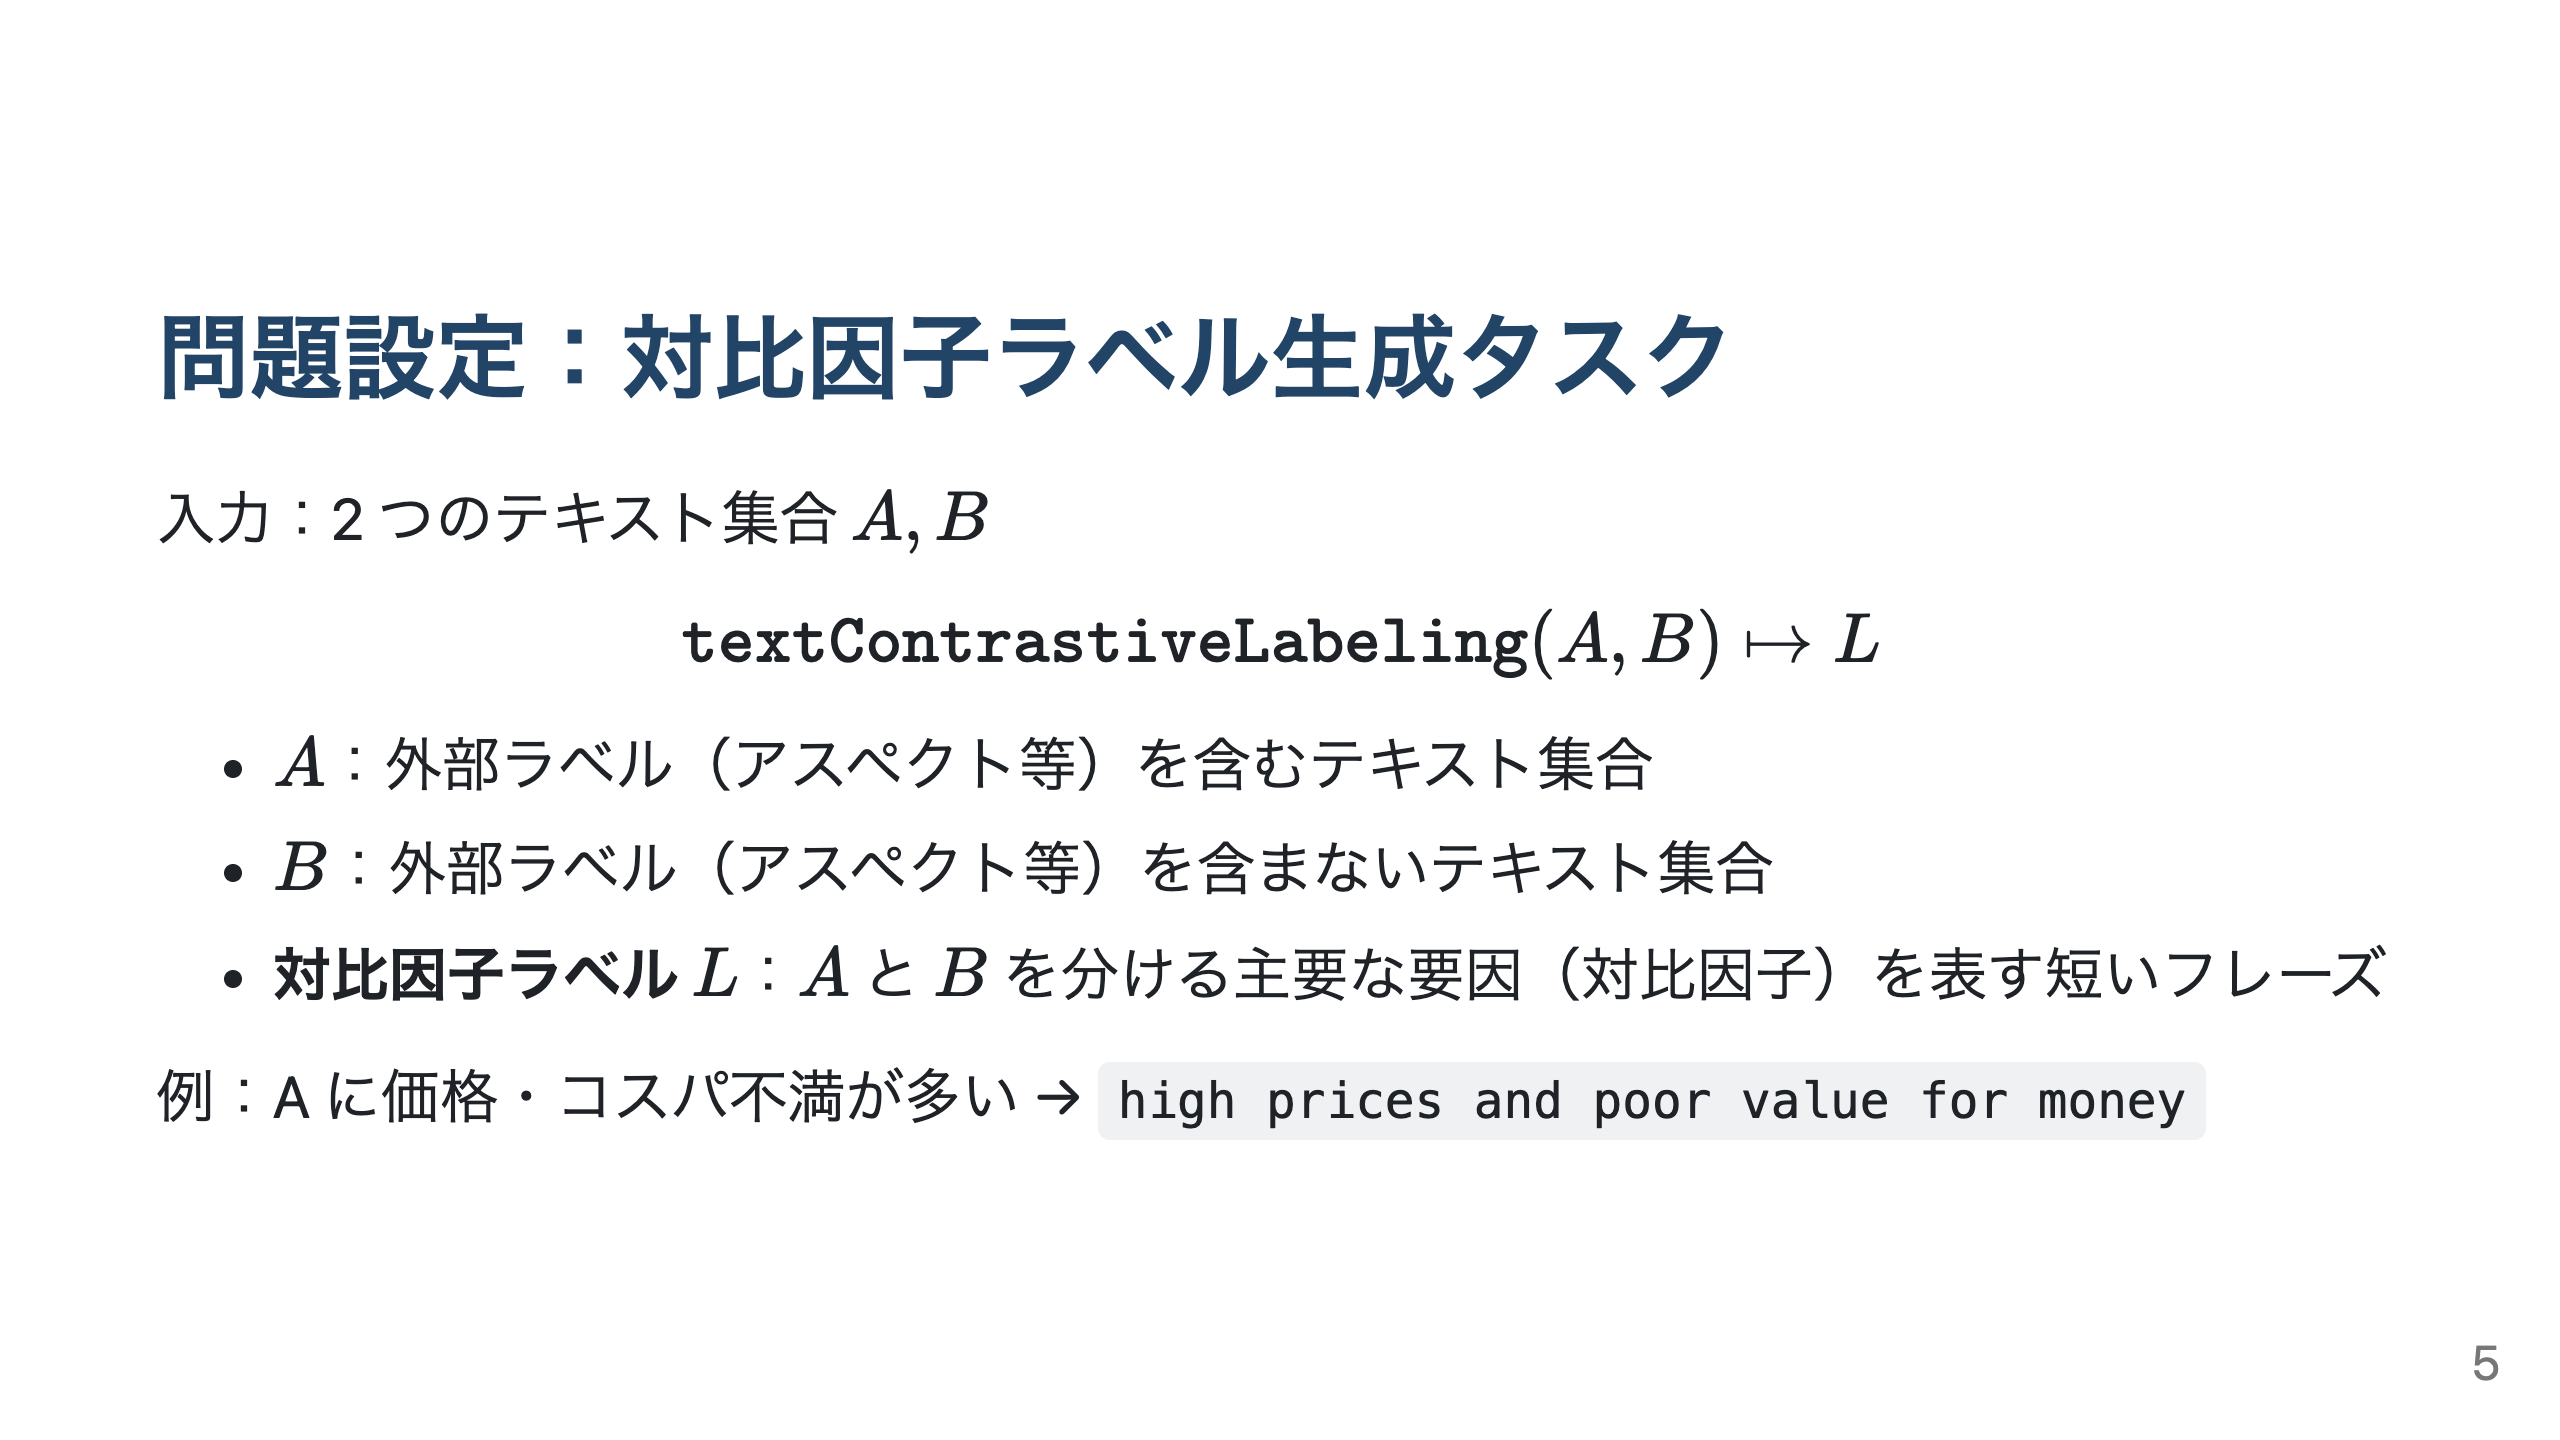 問題設定：対比因子ラベル生成タスク
入力：2 つのテキスト集合 A, B
textContrastiveLabeling(A, B) ↦ L
• A：外部ラベル（アスペクト等）を含むテキスト集合
• B：外部ラベル（アスペクト等）を含まないテキスト集合
• 対比因子ラベル L：A と B を分ける主要な要因（対比因子）を表す短いフレーズ
例：A に価格・コスパ不満が多い → high prices and poor value for money
5